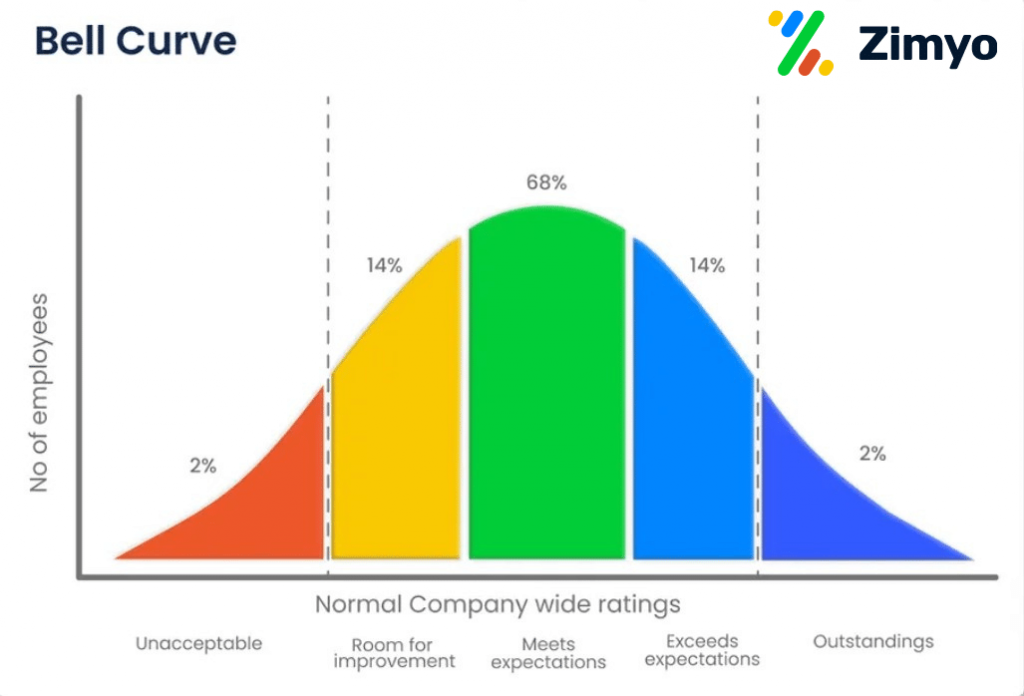 Bell Curve
Zimyo
68%
14%
14%
2%
2%
No of employees
Normal Company wide ratings
Unacceptable
Room for
improvement
Meets
expectations
Exceeds
expectations
Outstandings